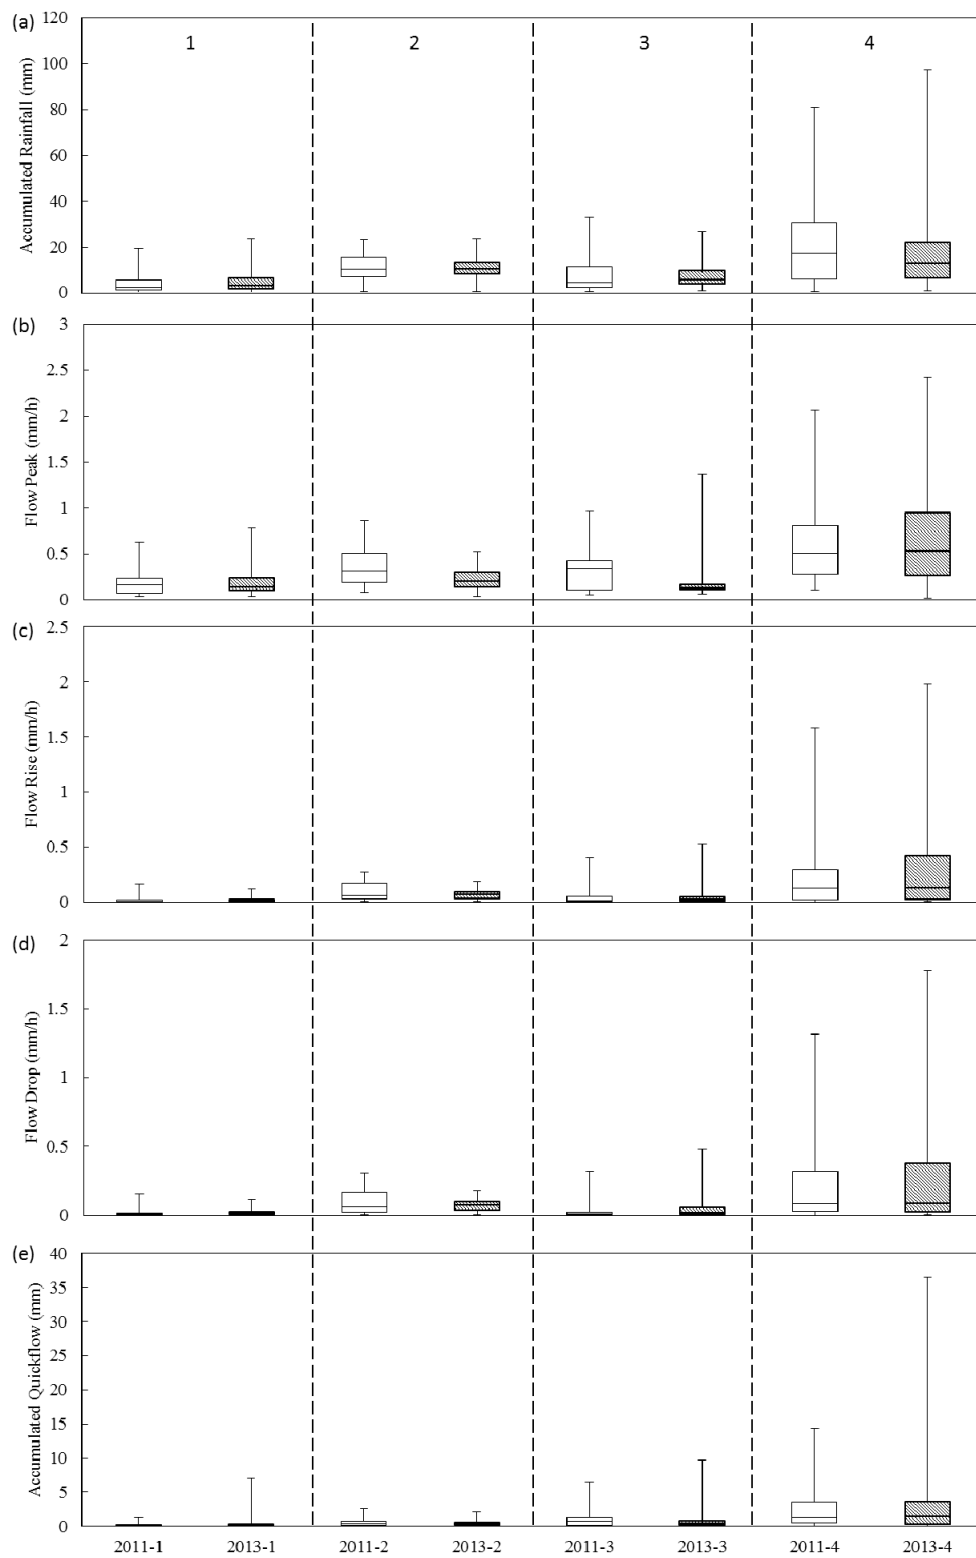 (a)
1 2 3 4
Accumulated Rainfall (mm)
120
100
80
60
40
20
0
(b)
Flow Peak (mm/h)
3
2.5
2
1.5
1
0.5
0
(c)
Flow Rise (mm/h)
2.5
2
1.5
1
0.5
0
(d)
Flow Drop (mm/h)
2
1.5
1
0.5
0
(e)
Accumulated Quickflow (mm)
40
35
30
25
20
15
10
5
0
2011-1 2013-1 2011-2 2013-2 2011-3 2013-3 2011-4 2013-4